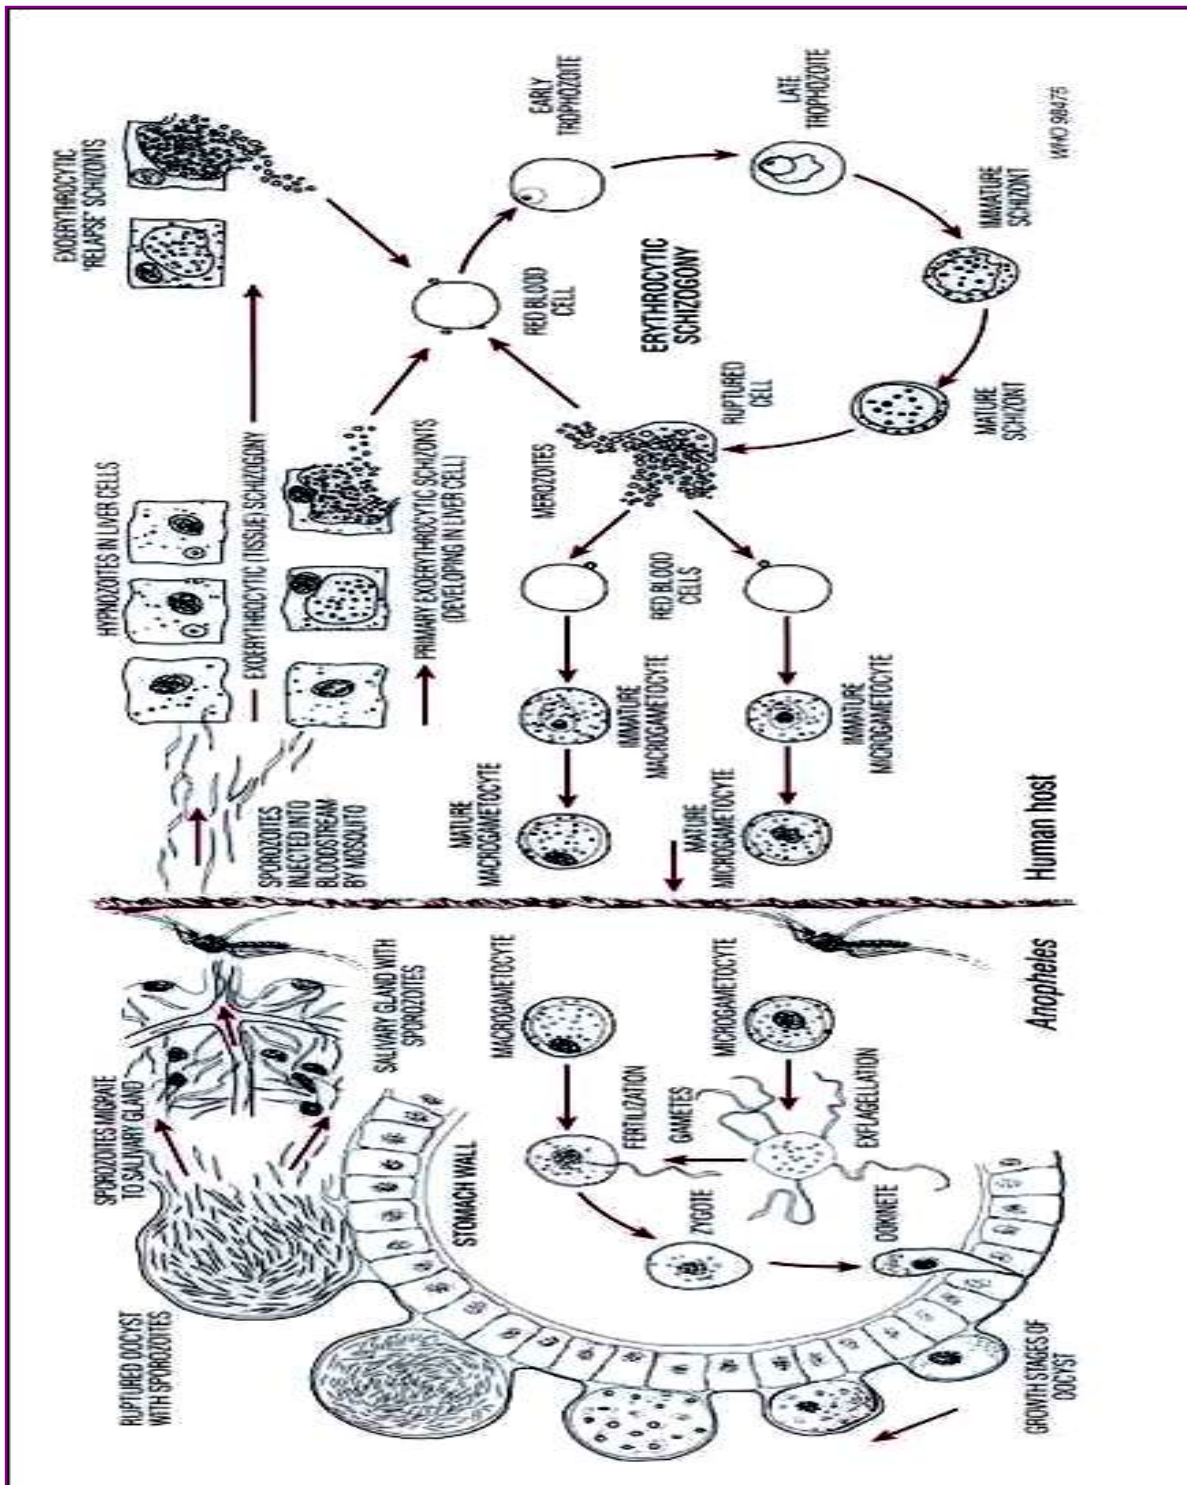 RUPTURED OOCYST
WITH SPOROZOITES
SPOROZOITES MIGRATE
TO SALIVARY GLAND
SALIVARY GLAND WITH
SPOROZOITES
SPOROZOITES
INJECTED INTO
BLOODSTREAM
BY MOSQUITO
HYPNOZOITES IN LIVER CELLS
EXOERYTHROCYTIC
"RELAPSE" SCHIZONTS
EXOERYTHROCYTIC (TISSUE) SCHIZOGONY
PRIMARY EXOERYTHROCYTIC SCHIZONTS
(DEVELOPING IN LIVER CELL)
STOMACH WALL
MACROGAMETOCYTE
MATURE
MACROGAMETOCYTE
MEROZOITES
RED BLOOD
CELL
EARLY
TROPHOZOITE
FERTILIZATION
GAMETES
IMMATURE
MACROGAMETOCYTE
RED BLOOD
CELLS
ERYTHROCYTIC
SCHIZOGONY
RUPTURED
CELL
ZYGOTE
MICROGAMETOCYTE
MATURE
MICROGAMETOCYTE
LATE
TROPHOZOITE
EXFLAGELLATION
OOKINETE
IMMATURE
MICROGAMETOCYTE
MATURE
SCHIZONT
IMMATURE
SCHIZONT
GROWTH STAGES OF
OOCYST
Anopheles
Human host
WHO 98475